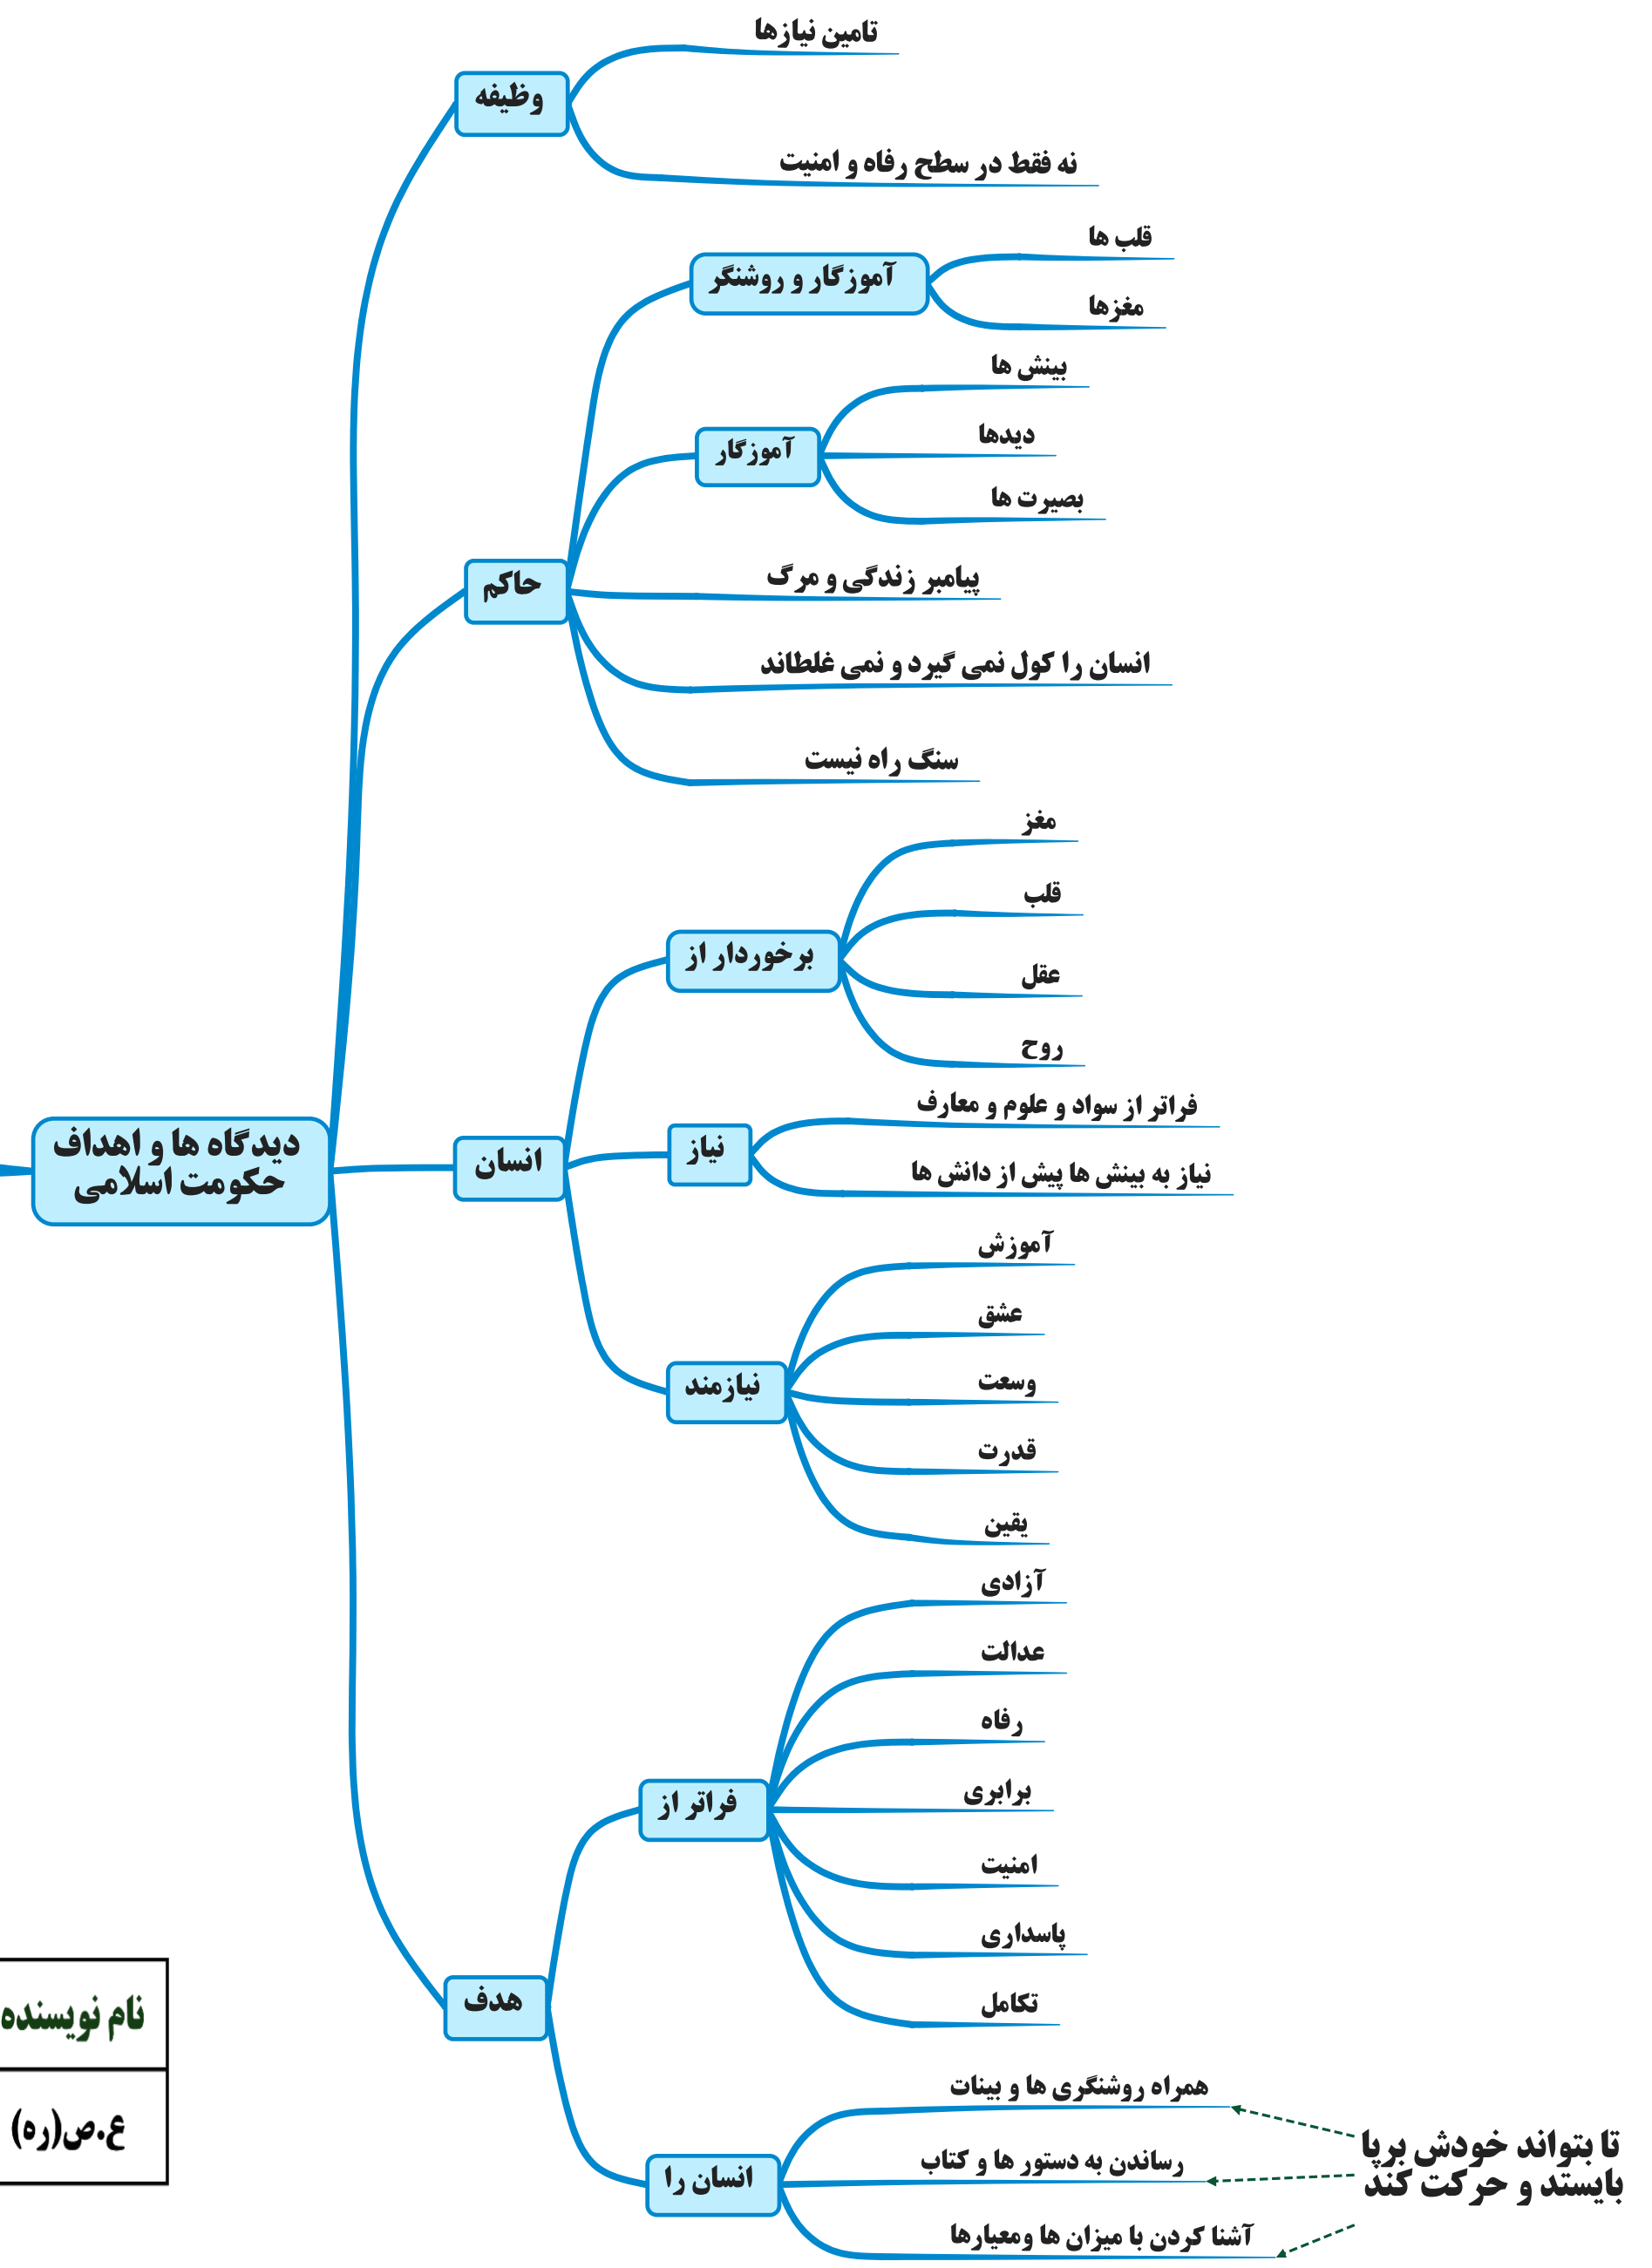 دیدگاه ها و اهداف
حکومت اسلامی
وظیفه
تامین نیازها
نه فقط در سطح رفاه و امنیت
حاکم
آموزگار و روشنگر
قلب ها
مغزها
آموزگار
بینش ها
دیدها
بصیرت ها
پیامبر زندگی و مرگ
انسان را کول نمی گیرد و نمی غلطاند
سنگ راه نیست
انسان
برخوردار از
مغز
قلب
عقل
روح
نیاز
فراتر از سواد و علوم و معارف
نیاز به بینش ها پیش از دانش ها
نیازمند
آموزش
عشق
وسعت
قدرت
یقین
هدف
فراتر از
آزادی
عدالت
رفاه
برابری
امنیت
پاسداری
تکامل
انسان را
همراه روشنگری ها و بینات
رساندن به دستور ها و کتاب
آشنا کردن با میزان ها ومعیارها
تا بتواند خودش برپا
بایستد و حرکت کند
نام نویسنده
ع.ص(ره)